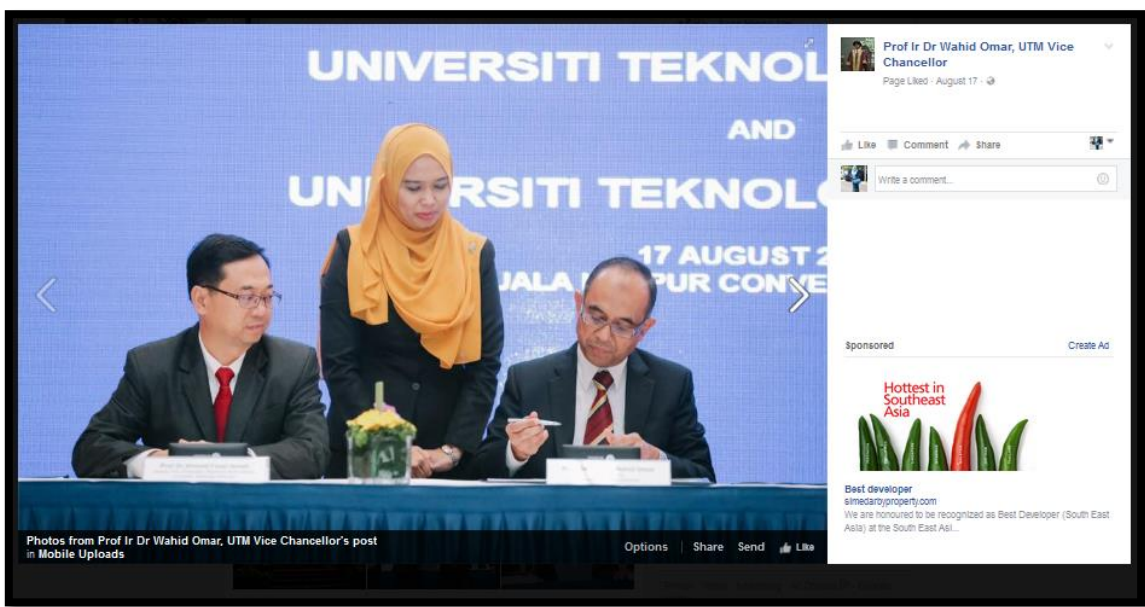 UNIVERSITI TEKNOL
AND
UNI ERSITI TEKNOL
17 AUGUST 2
UALA PUR CONVE
Photos from Prof Ir Dr Wahid Omar, UTM Vice Chancellor's post
in Mobile Uploads
Options Share Send Like
Prof Ir Dr Wahid Omar, UTM Vice
Chancellor
Page Liked · August 17 ·
Like Comment Share
Write a comment...
Sponsored Create Ad
Hottest in
Southeast
Asia
Best developer
simedarbyproperty.com
We are honoured to be recognized as Best Developer (South East
Asia) at the South East Asi...